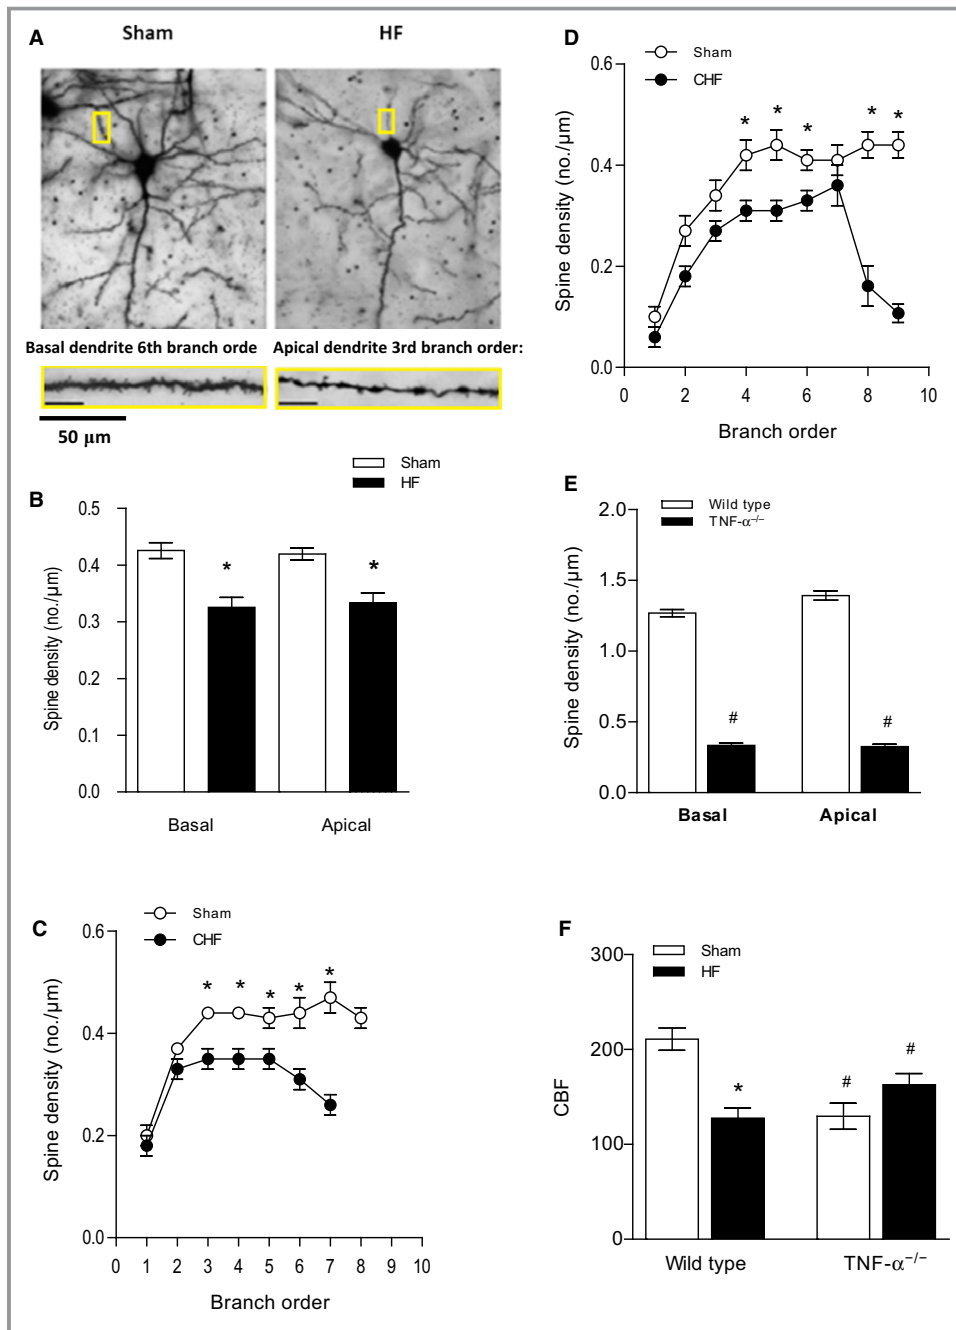 A
Sham
HF
Basal dendrite 6th branch orde
Apical dendrite 3rd branch order:
50 µm
B
Sham
HF
Spine density (no./µm)
0.5
0.4
0.3
0.2
0.1
0.0
*
*
Basal
Apical
C
Sham
CHF
Spine density (no./µm)
0.6
0.4
0.2
0.0
* * * * *
0 1 2 3 4 5 6 7 8 9 10
Branch order
D
Sham
CHF
Spine density (no./µm)
0.6
0.4
0.2
0.0
* * * * *
0 2 4 6 8 10
Branch order
E
Wild type
TNF-α−/−
Spine density (no./µm)
2.0
1.5
1.0
0.5
0.0
#
#
Basal
Apical
F
Sham
HF
CBF
300
200
100
0
*
#
#
Wild type
TNF-α−/−